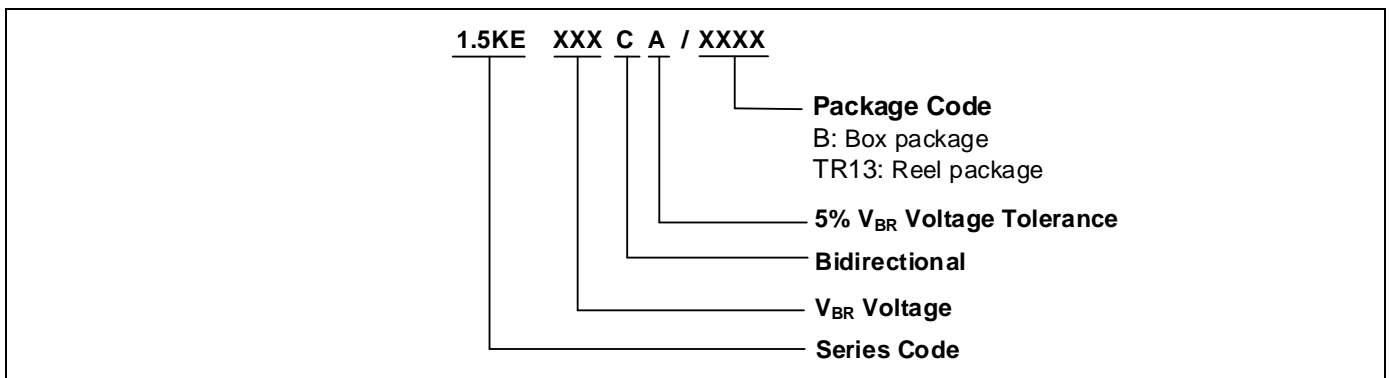 1.5KE XXX C A / XXXX
Package Code
B: Box package
TR13: Reel package
5% VBR Voltage Tolerance
Bidirectional
VBR Voltage
Series Code